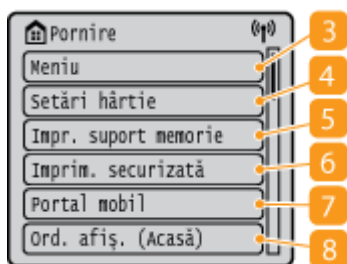 Pornire
3
Meniu
4
Setări hârtie
5
Impr. suport memorie
6
Imprim. securizată
7
Portal mobil
8
Ord. afiş. (Acasă)